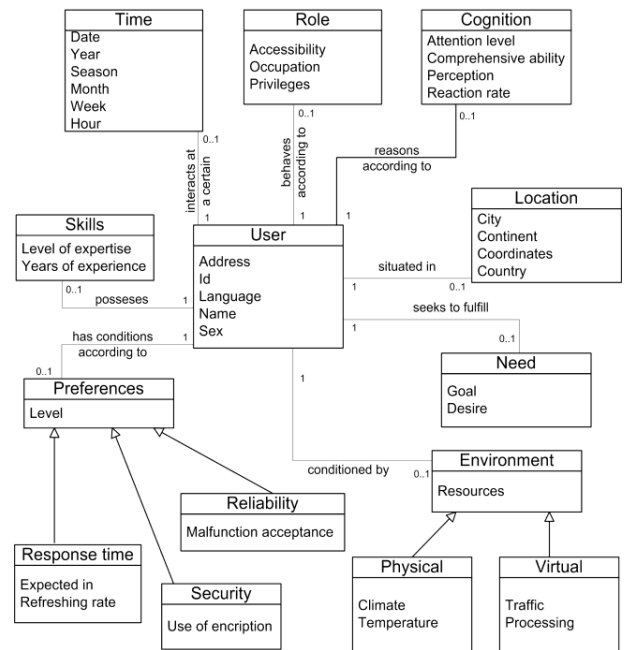 Time
Date
Year
Season
Month
Week
Hour
Role
Accessibility
Occupation
Privileges
Cognition
Attention level
Comprehensive ability
Perception
Reaction rate
0..1
interacts at
a certain
1
0..1
behaves
according to
1
0..1
reasons
according to
1
Skills
Level of expertise
Years of experience
0..1
posseses
1
User
Address
Id
Language
Name
Sex
Location
City
Continent
Coordinates
Country
situated in
1
0..1
seeks to fulfill
1
0..1
has conditions
according to
1
0..1
Need
Goal
Desire
Preferences
Level
1
conditioned by
0..1
Environment
Resources
Reliability
Malfunction acceptance
Response time
Expected in
Refreshing rate
Security
Use of encription
Physical
Climate
Temperature
Virtual
Traffic
Processing